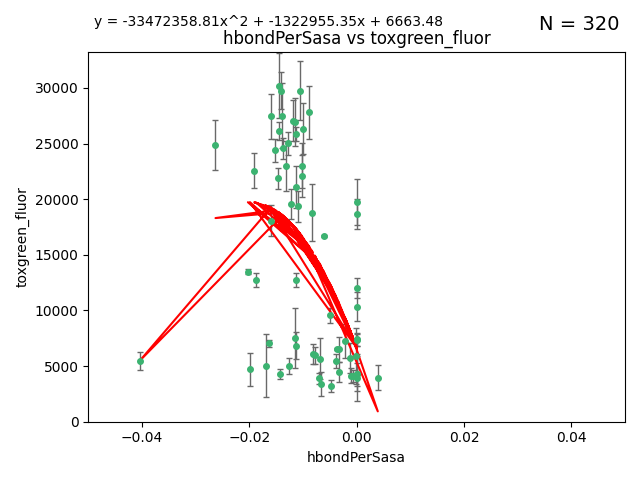 y = -33472358.81x^2 + -1322955.35x + 6663.48
N = 320
hbondPerSasa vs toxgreen_fluor
30000
25000
20000
15000
10000
5000
0
toxgreen_fluor
−0.04
−0.02
0.00
0.02
0.04
hbondPerSasa